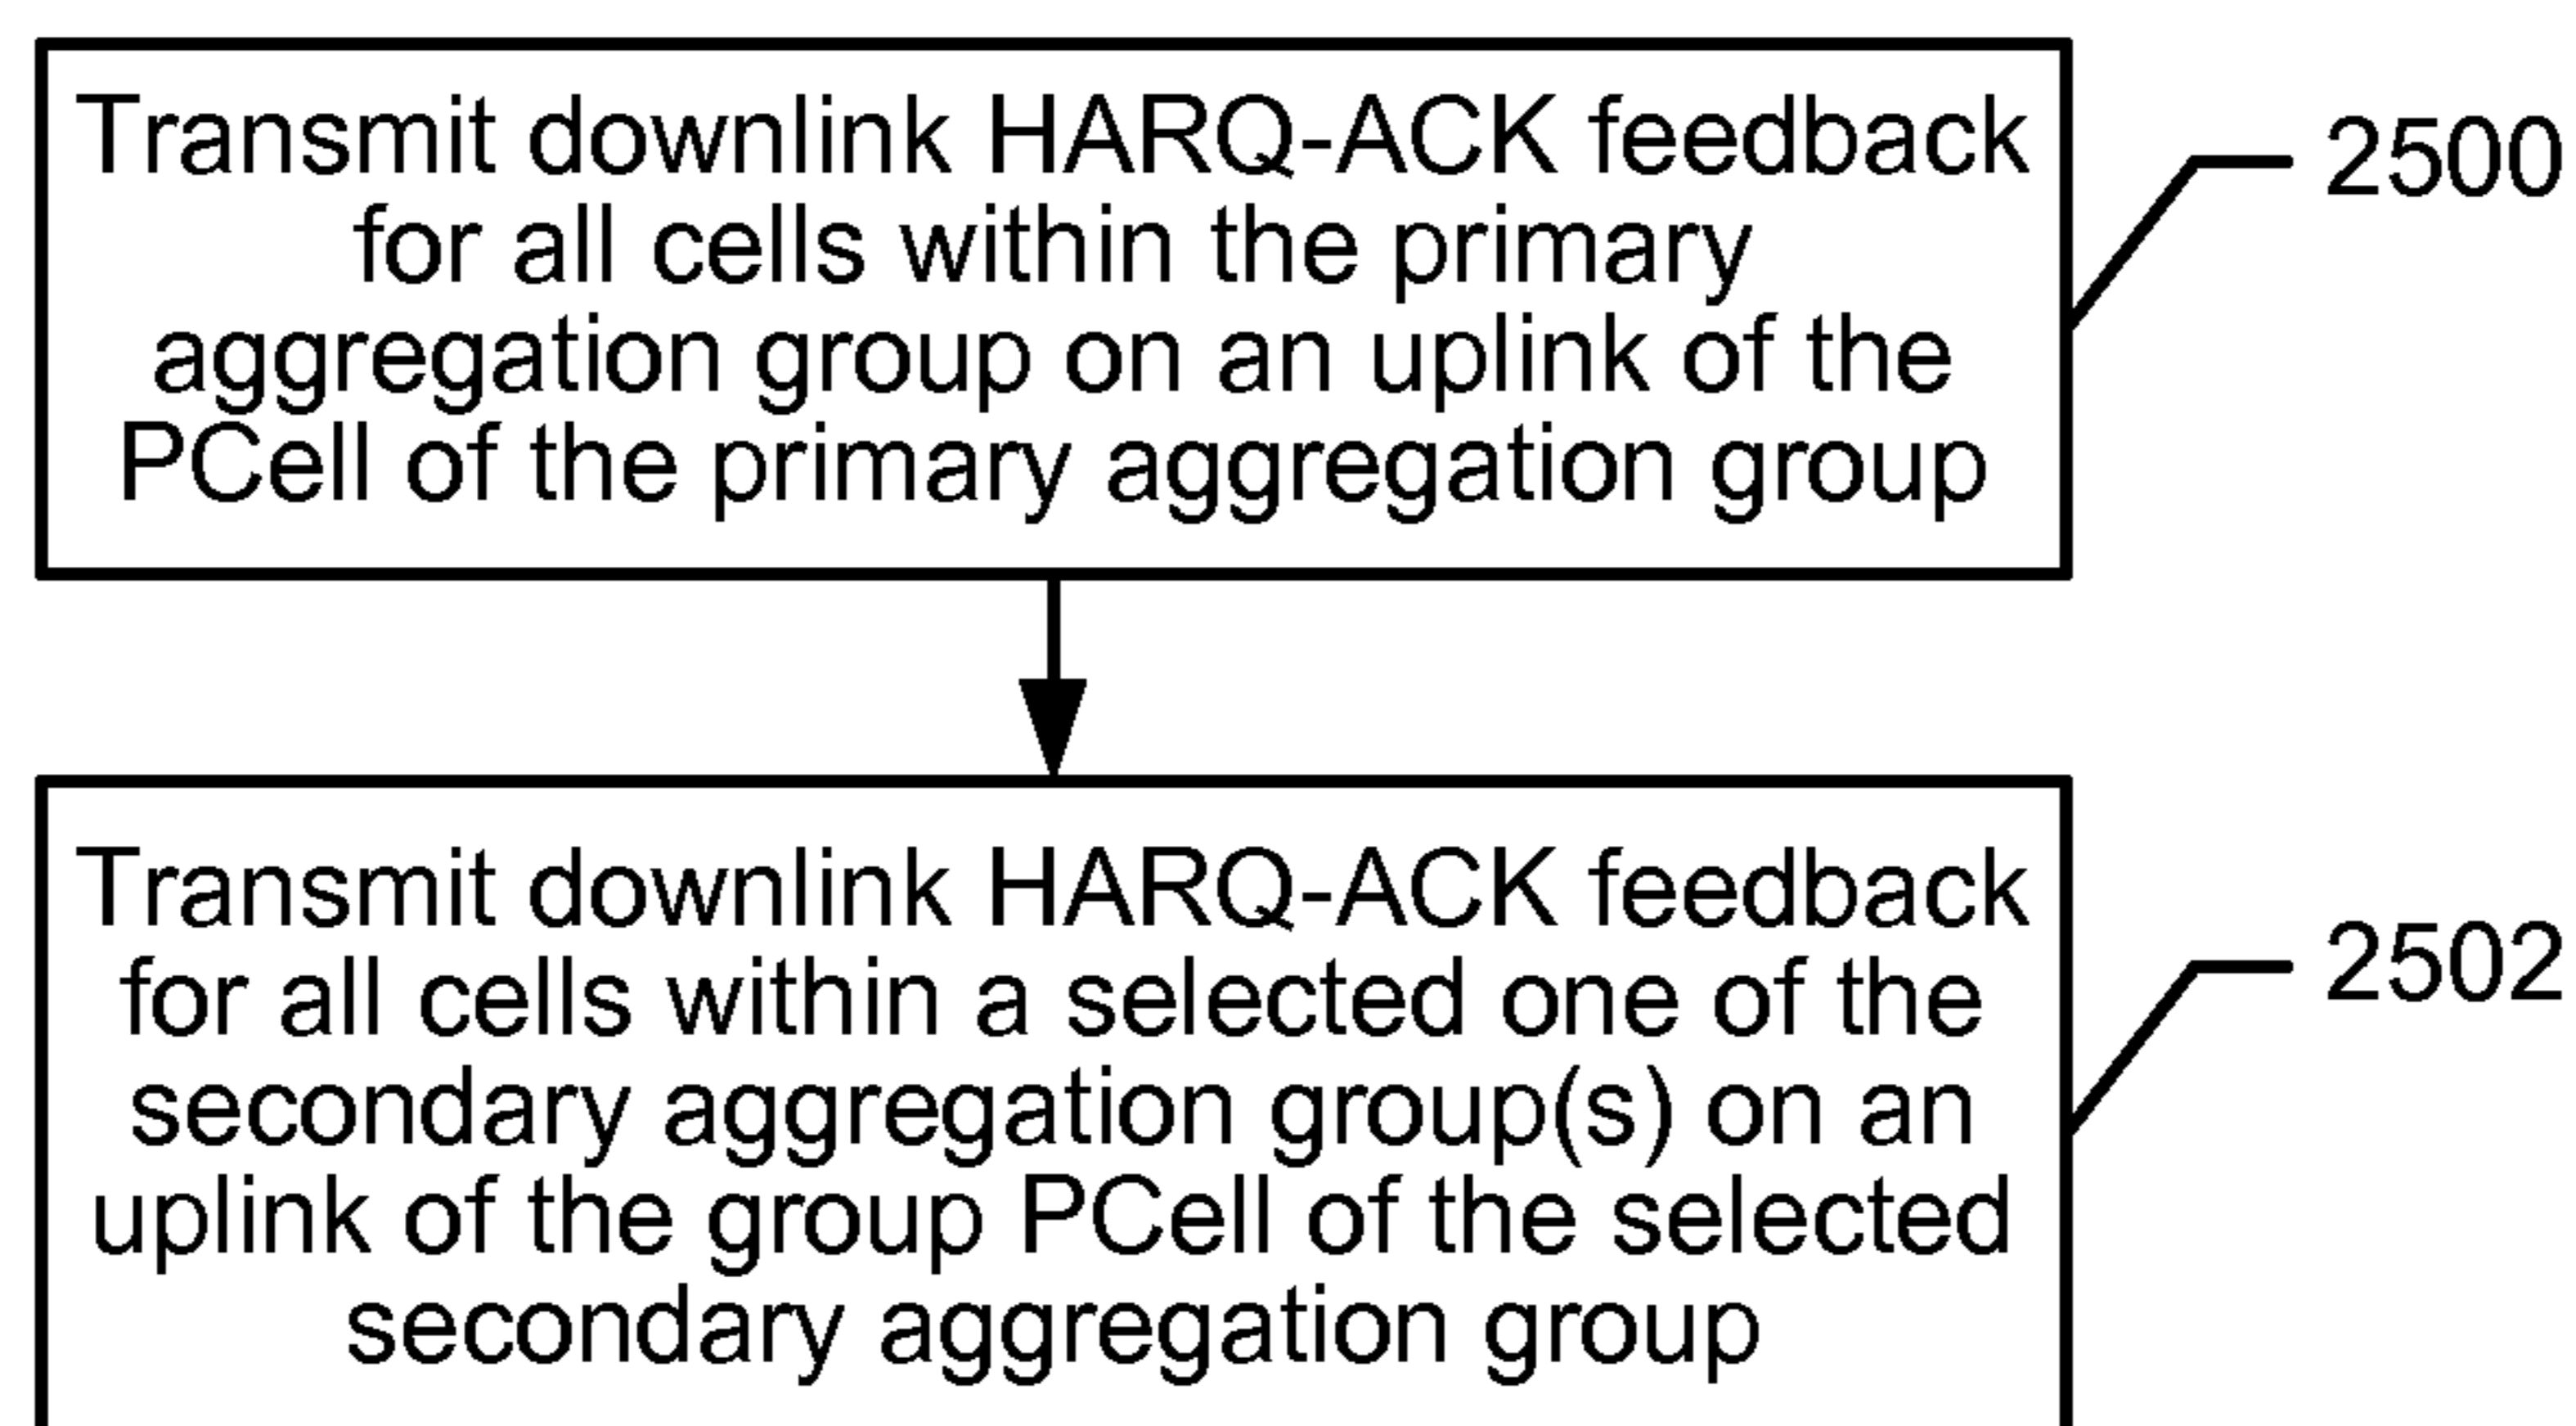 Transmit downlink HARQ-ACK feedback
for all cells within the primary
aggregation group on an uplink of the
PCell of the primary aggregation group
2500
Transmit downlink HARQ-ACK feedback
for all cells within a selected one of the
secondary aggregation group(s) on an
uplink of the group PCell of the selected
secondary aggregation group
2502